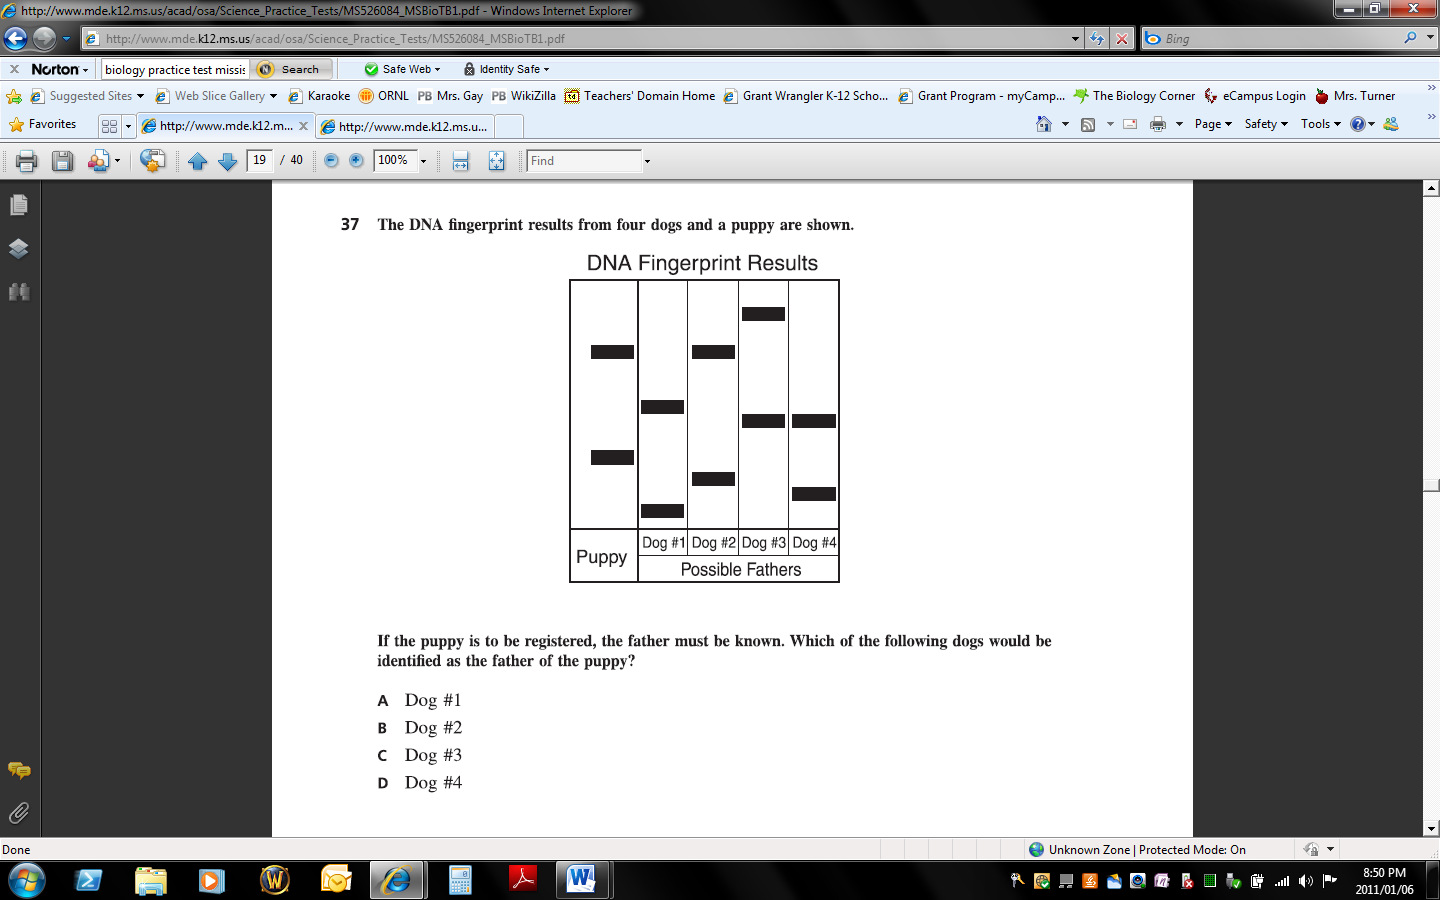 http://www.mde.k12.ms.us/acad/osa/Science_Practice_Tests/MS526084_MSBioTB1.pdf - Windows Internet Explorer
http://www.mde.k12.ms.us/acad/osa/Science_Practice_Tests/MS526084_MSBioTB1.pdf
Bing
x Norton biology practice test missis Search Safe Web Identity Safe
Suggested Sites Web Slice Gallery Karaoke ORNL PB Mrs. Gay PB WikiZilla td Teachers' Domain Home Grant Wrangler K-12 Scho... Grant Program - myCamp... The Biology Corner eCampus Login Mrs. Turner
Favorites http://www.mde.k12.m... http://www.mde.k12.ms.u... Page Safety Tools
19 / 40 100% Find
37 The DNA fingerprint results from four dogs and a puppy are shown.
DNA Fingerprint Results
Dog #1 Dog #2 Dog #3 Dog #4
Puppy
Possible Fathers
If the puppy is to be registered, the father must be known. Which of the following dogs would be
identified as the father of the puppy?
A Dog #1
B Dog #2
C Dog #3
D Dog #4
Done
Unknown Zone | Protected Mode: On
8:50 PM
2011/01/06